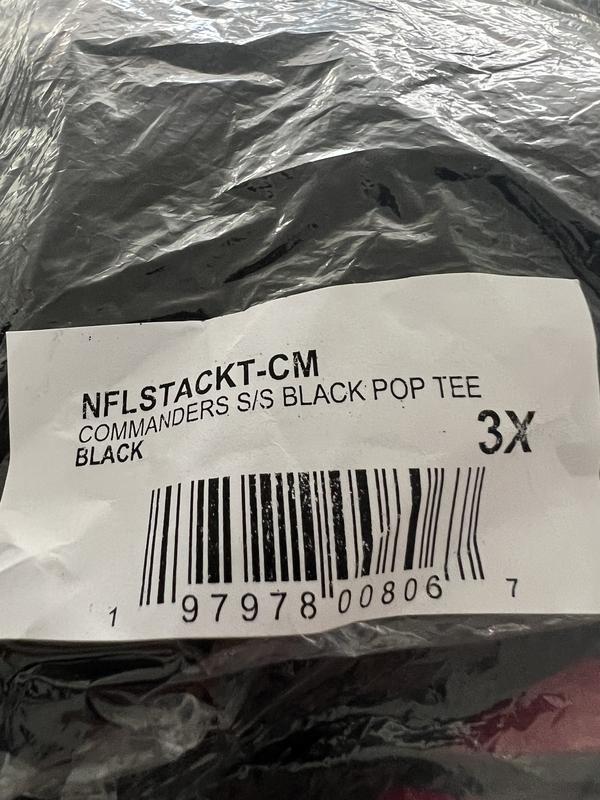 NFLSTACKT-CM
COMMANDERS S/S BLACK POP TEE
BLACK
3X
1 97978 00806 7